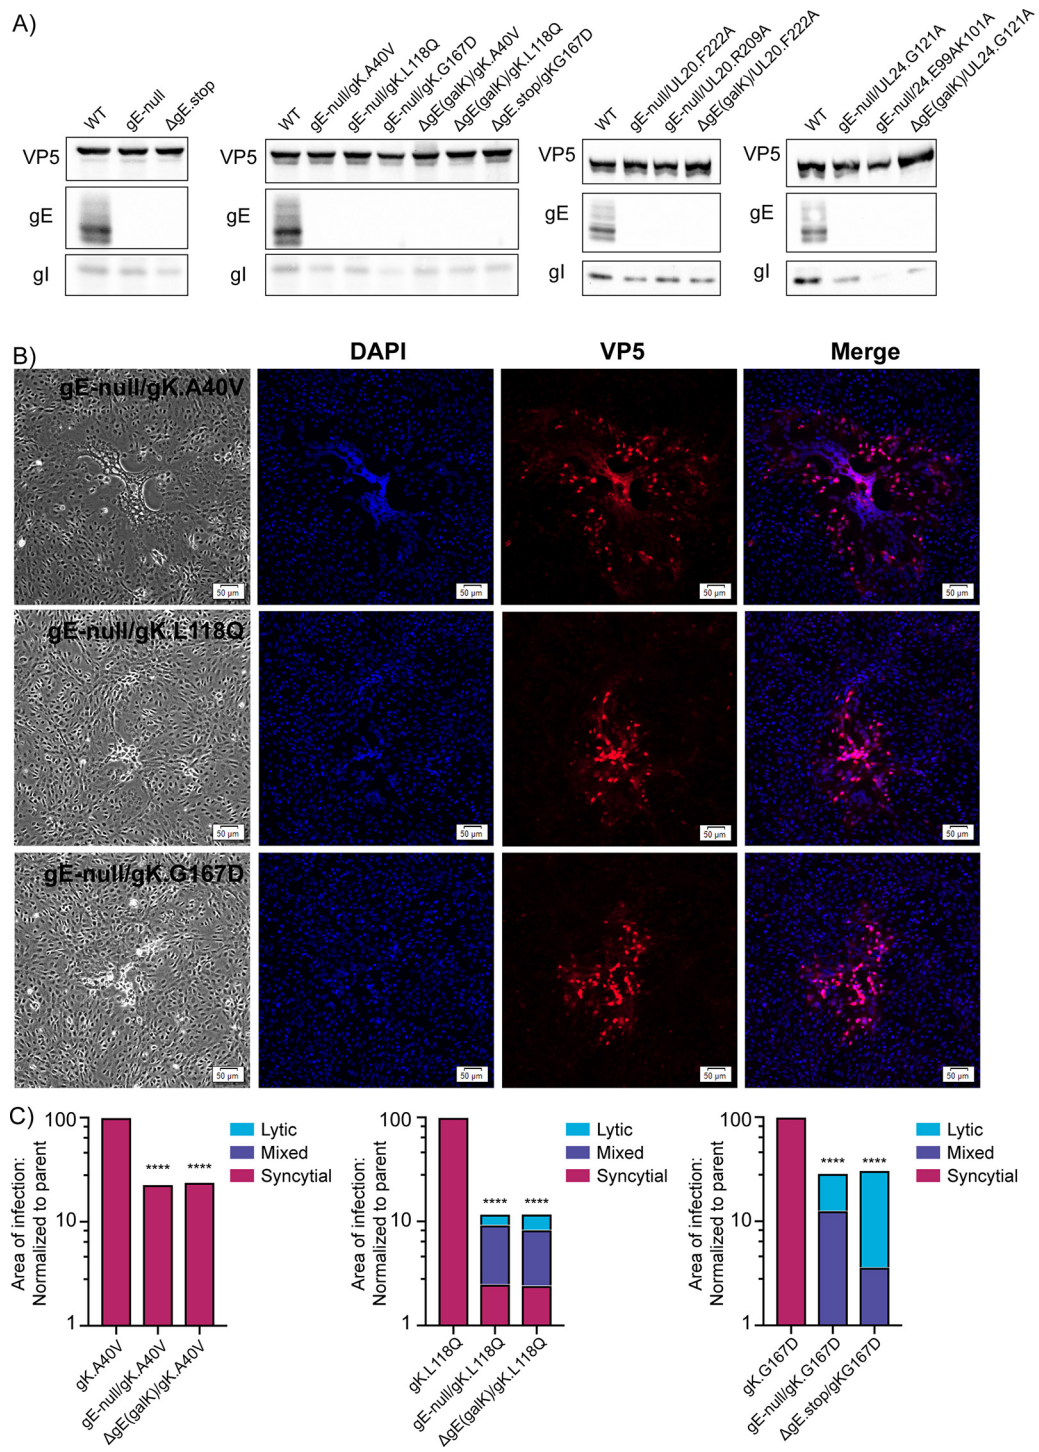 A)
WT
gE-null
ΔgE.stop
WT
gE-null/gK.A40V
gE-null/gK.L118Q
gE-null/gK.G167D
ΔgE(galK)/gK.A40V
ΔgE(galK)/gK.L118Q
ΔgE.stop/gKG167D
WT
gE-null/UL20.F222A
gE-null/UL20.R209A
ΔgE(galK)/UL20.F222A
WT
gE-null/UL24.G121A
gE-null/24.E99AK101A
ΔgE(galK)/UL24.G121A
VP5
VP5
VP5
VP5
gE
gE
gE
gE
gI
gI
gI
gI
B)
DAPI
VP5
Merge
gE-null/gK.A40V
50 µm
50 µm
50 µm
50 µm
gE-null/gK.L118Q
50 µm
50 µm
50 µm
50 µm
gE-null/gK.G167D
50 µm
50 µm
50 µm
50 µm
C)
Area of infection:
Normalized to parent
100
10
1
**** ****
Lytic
Mixed
Syncytial
gK.A40V
gE-null/gK.A40V
ΔgE(galK)/gK.A40V
Area of infection:
Normalized to parent
100
10
1
**** ****
Lytic
Mixed
Syncytial
gK.L118Q
gE-null/gK.L118Q
ΔgE(galK)/gK.L118Q
Area of infection:
Normalized to parent
100
10
1
**** ****
Lytic
Mixed
Syncytial
gK.G167D
gE-null/gK.G167D
ΔgE.stop/gKG167D